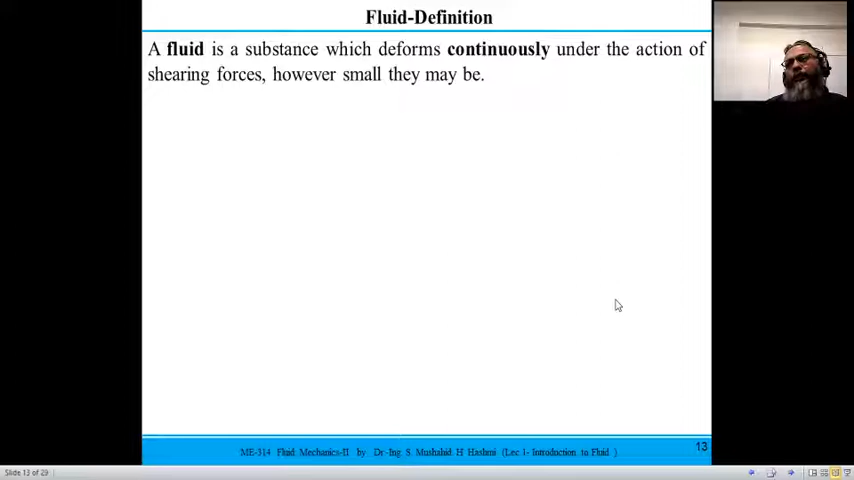 Fluid-Definition
A fluid is a substance which deforms continuously under the action of
shearing forces, however small they may be.
ME-314 Fluid Mechanics-II by Dr-Ing. S. Mushahid H Hashmi (Lec 1- Introduction to Fluid )
13
Slide 13 of 29